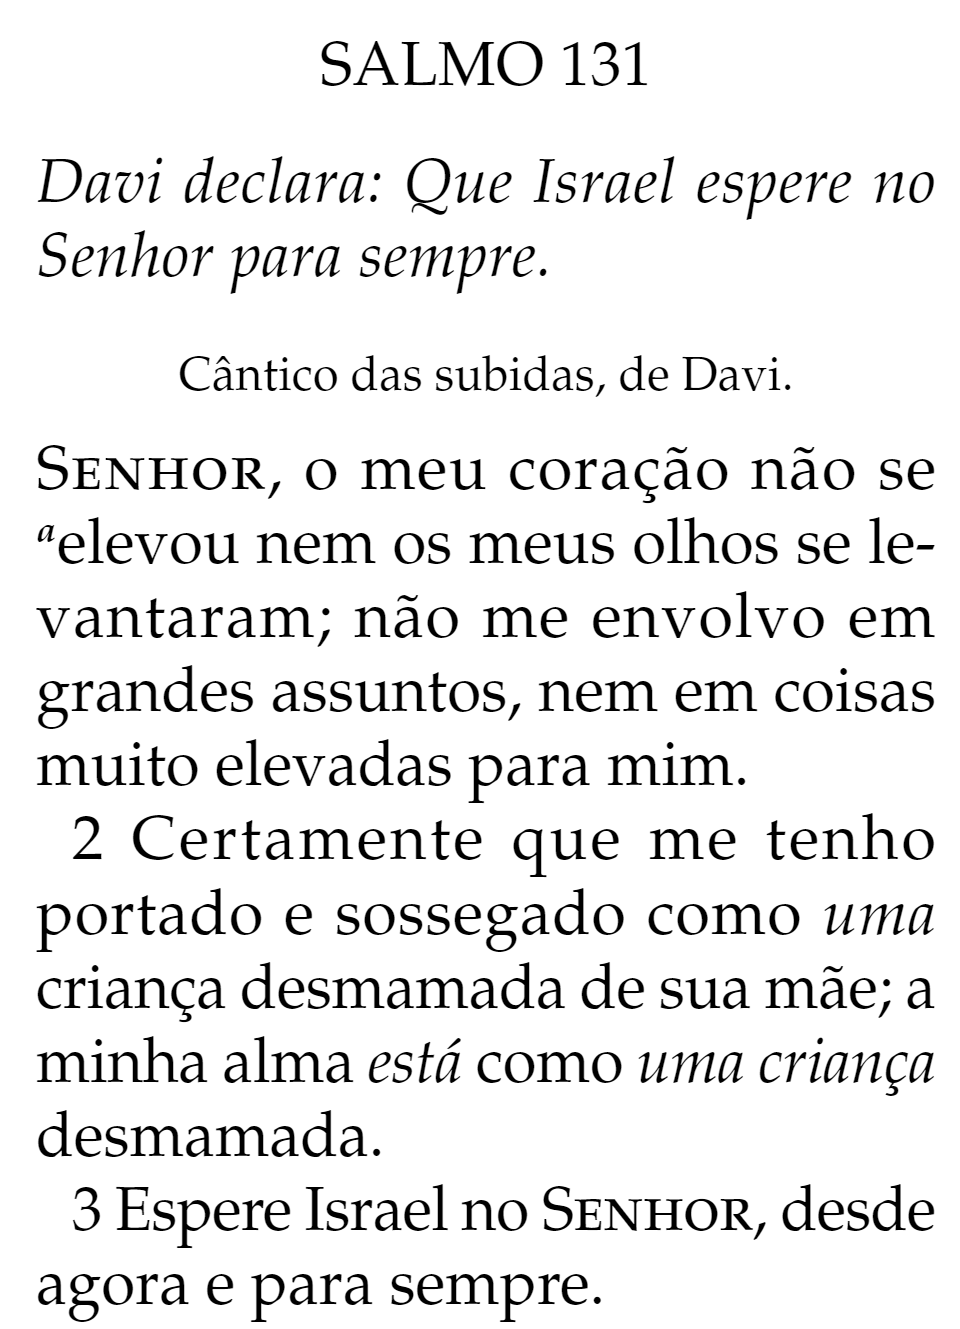 SALMO 131
Davi declara: Que Israel espere no
Senhor para sempre.
Cântico das subidas, de Davi.
SENHOR, o meu coração não se
ᵃelevou nem os meus olhos se le-
vantaram; não me envolvo em
grandes assuntos, nem em coisas
muito elevadas para mim.
2 Certamente que me tenho
portado e sossegado como uma
criança desmamada de sua mãe; a
minha alma está como uma criança
desmamada.
3 Espere Israel no SENHOR, desde
agora e para sempre.